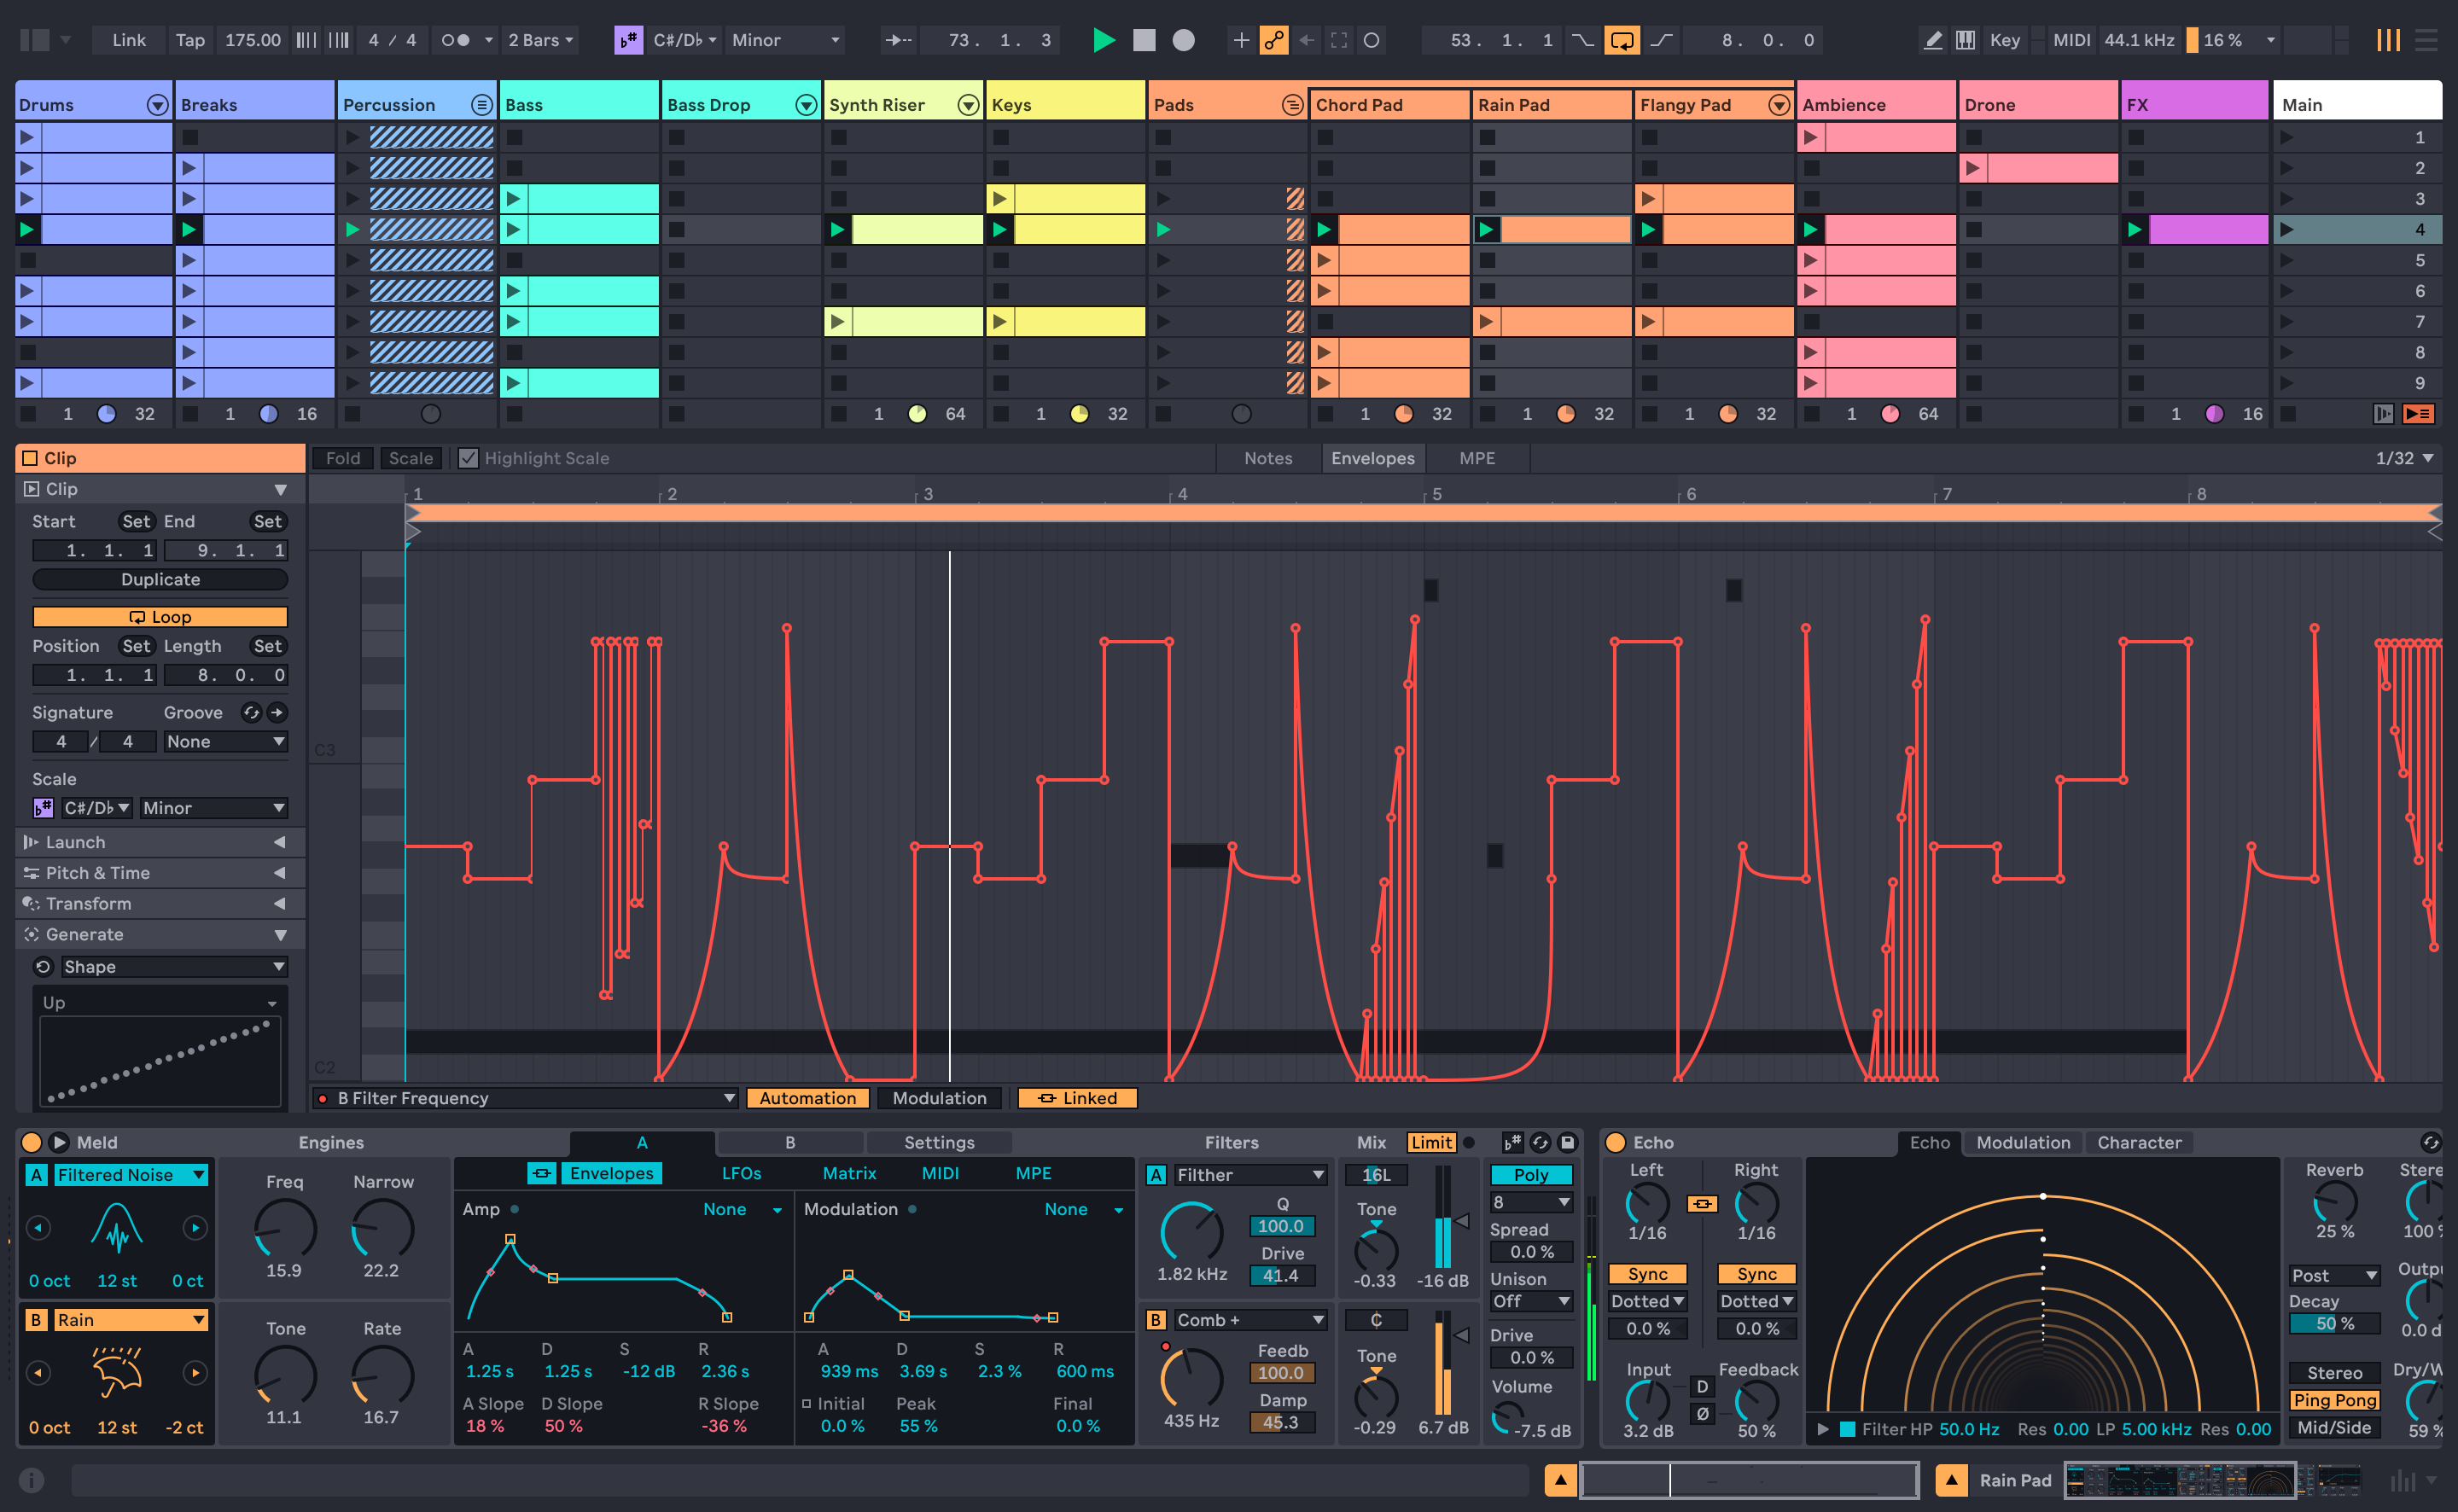 Link Tap 175.00 4 / 4 2 Bars C#/D♭ Minor 73. 1. 3 53. 1. 1 8. 0. 0 Key MIDI 44.1 kHz 16 %
Drums Breaks Percussion Bass Bass Drop Synth Riser Keys Pads Chord Pad Rain Pad Flangy Pad Ambience Drone FX Main
1
2
3
4
5
6
7
8
9
1 32 1 16 1 64 1 32 1 32 1 32 1 32 1 64 1 16
Clip
Fold Scale Highlight Scale Notes Envelopes MPE 1/32
Clip
1 2 3 4 5 6 7 8
Start Set End Set
1. 1. 1 9. 1. 1
Duplicate
Loop
Position Set Length Set
1. 1. 1 8. 0. 0
Signature Groove
4 / 4 None
Scale
C#/D♭ Minor
Launch
Pitch & Time
Transform
Generate
Shape
Up
C3
C2
B Filter Frequency Automation Modulation Linked
Meld Engines A B Settings Filters Mix Limit
A Filtered Noise
0 oct 12 st 0 ct
B Rain
0 oct 12 st -2 ct
Freq Narrow
15.9 22.2
Tone Rate
11.1 16.7
Envelopes LFOs Matrix MIDI MPE
Amp None Modulation None
A D S R
1.25 s 1.25 s -12 dB 2.36 s
A Slope D Slope R Slope
18 % 50 % -36 %
A D S R
939 ms 3.69 s 2.3 % 600 ms
Initial Peak Final
0.0 % 55 % 0.0 %
A Filther
Q
100.0
Drive
1.82 kHz 41.4
B Comb +
Feedb
100.0
Damp
435 Hz 45.3
16L
Tone
-0.33 -16 dB
C
Tone
-0.29 6.7 dB
Poly
8
Spread
0.0 %
Unison
Off
Drive
0.0 %
Volume
-7.5 dB
Echo Echo Modulation Character
Left Right
1/16 1/16
Sync Sync
Dotted Dotted
0.0 % 0.0 %
Input D Feedback
Ø
3.2 dB 50 %
Filter HP 50.0 Hz Res 0.00 LP 5.00 kHz Res 0.00
Reverb Stere
25 % 100 %
Post Outpu
Decay
50 % 0.0 d
Stereo Dry/W
Ping Pong
Mid/Side 59 %
Rain Pad